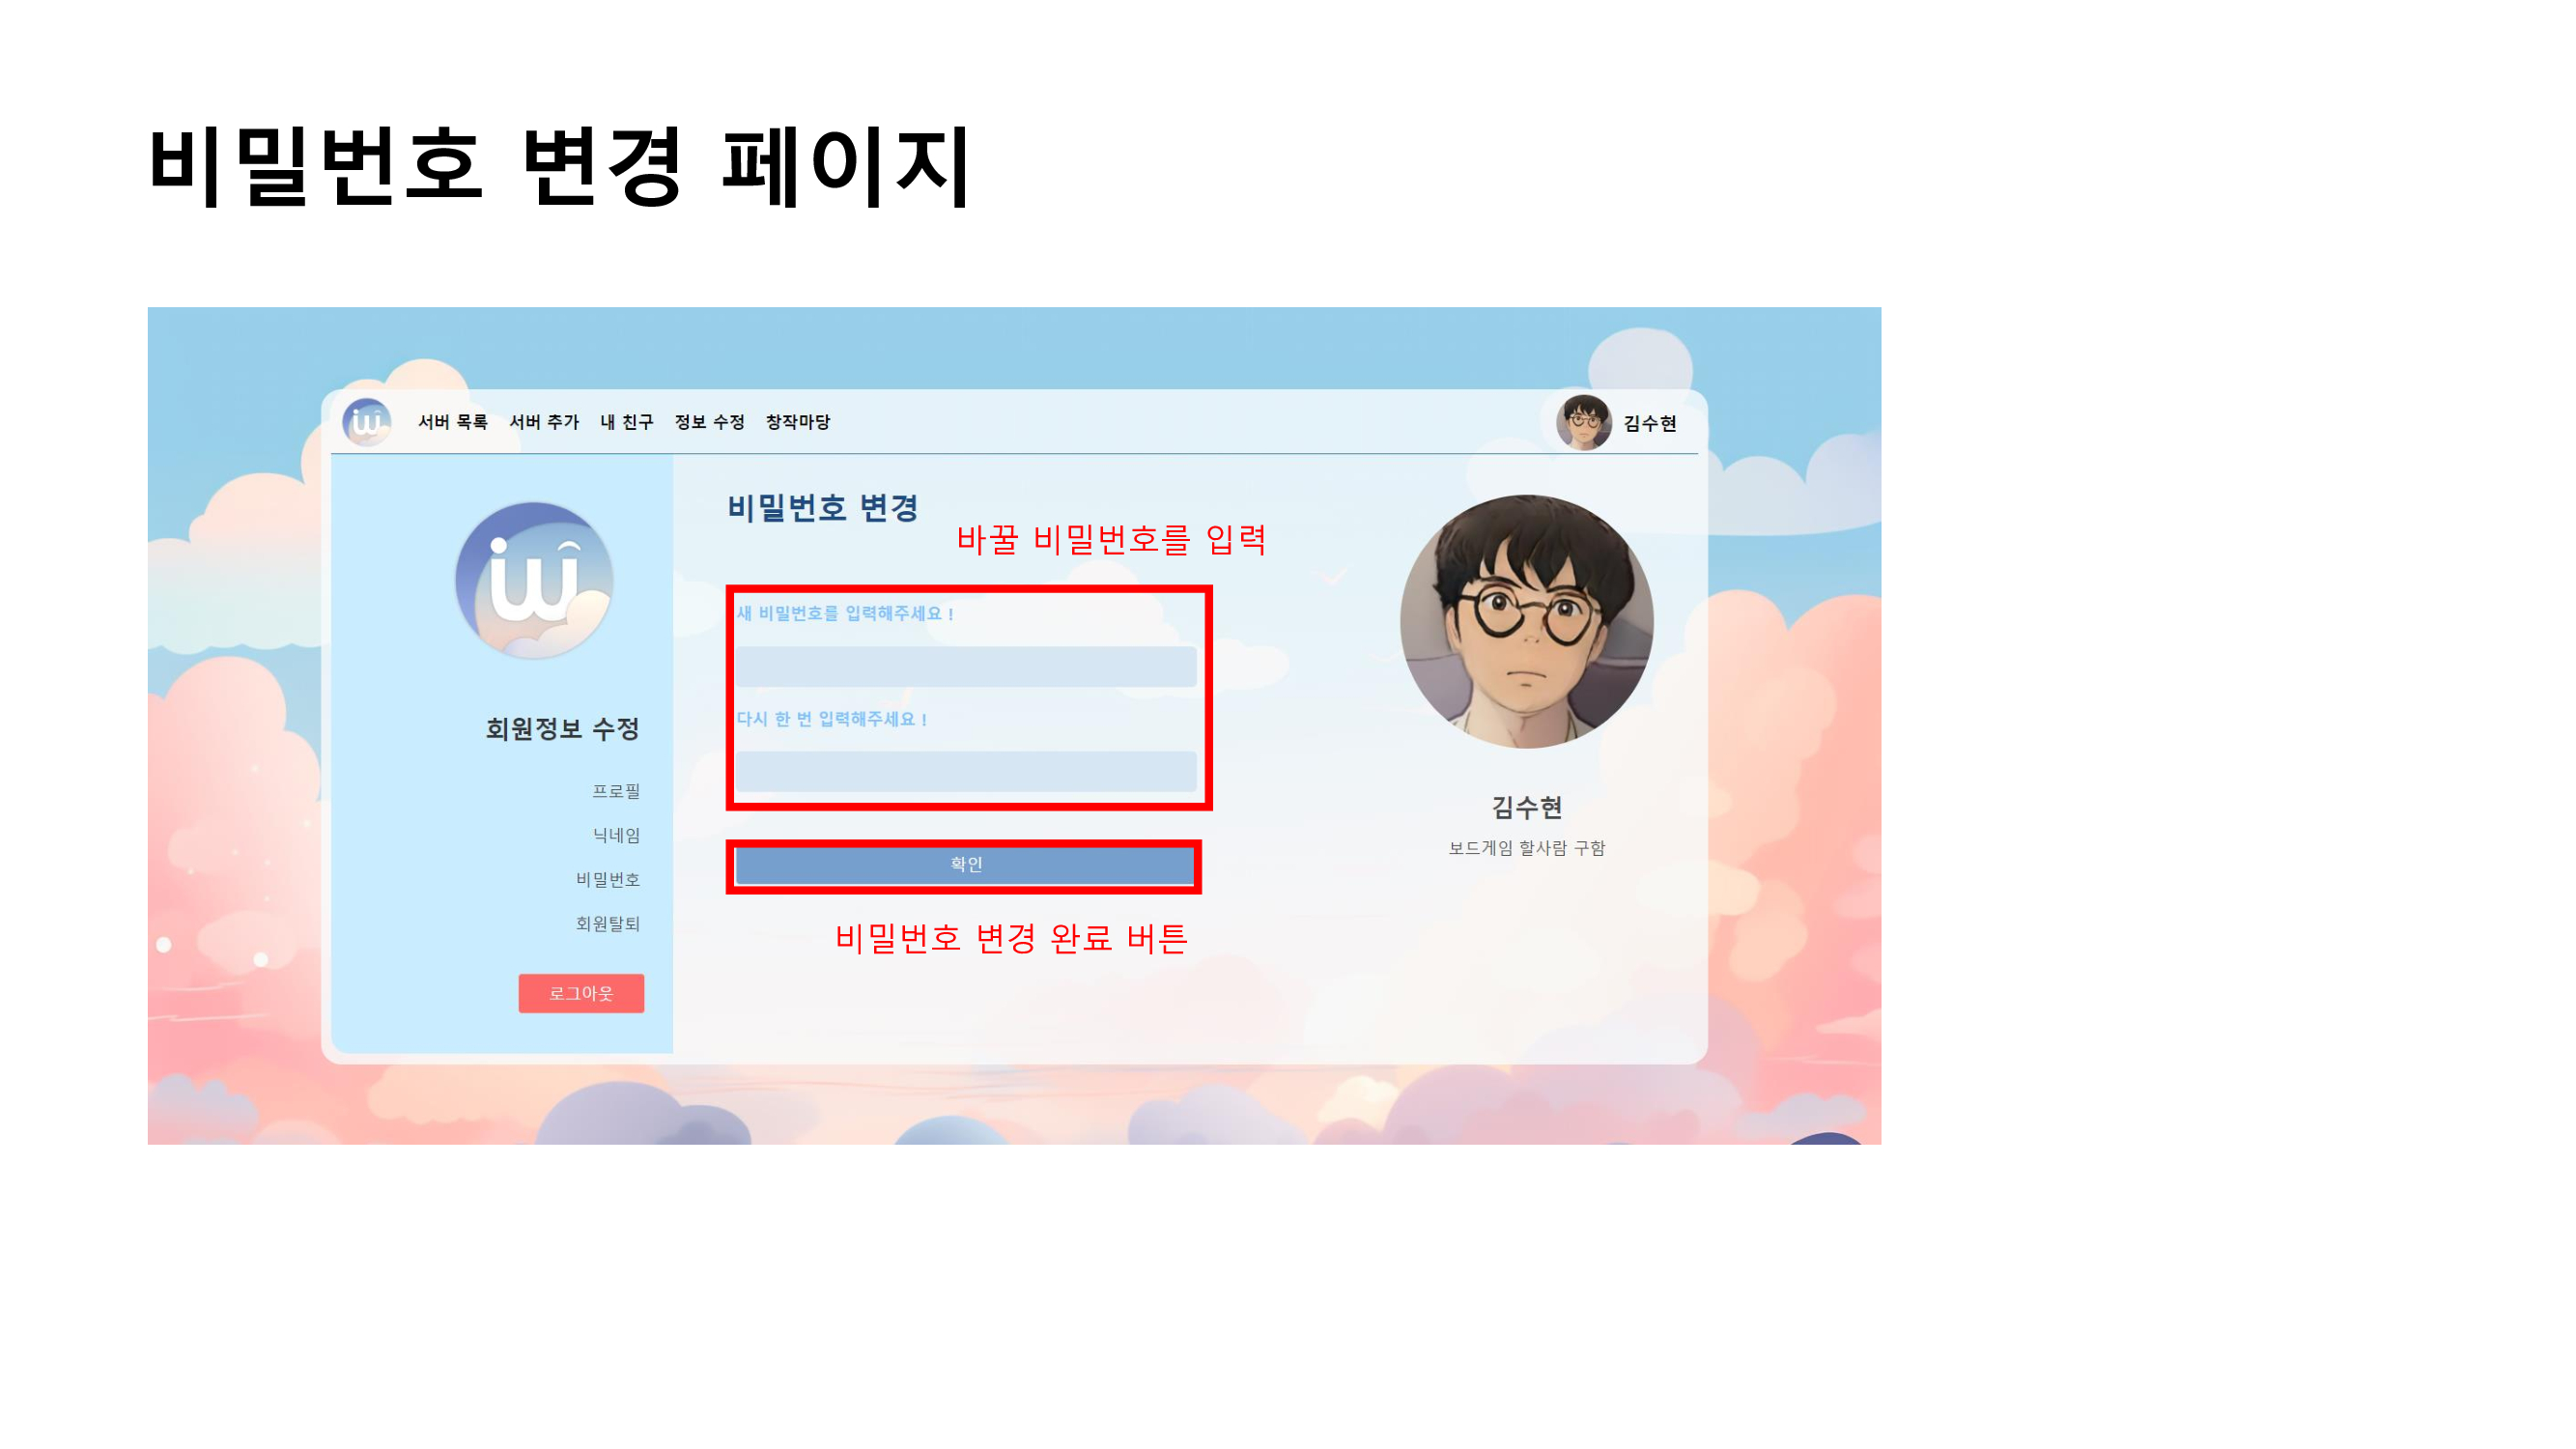 비밀번호 변경 페이지
서버 목록 서버 추가 내 친구 정보 수정 창작마당
김수현
회원정보 수정
프로필
닉네임
비밀번호
회원탈퇴
로그아웃
비밀번호 변경
바꿀 비밀번호를 입력
새 비밀번호를 입력해주세요 !
다시 한 번 입력해주세요 !
확인
비밀번호 변경 완료 버튼
김수현
보드게임 할사람 구함